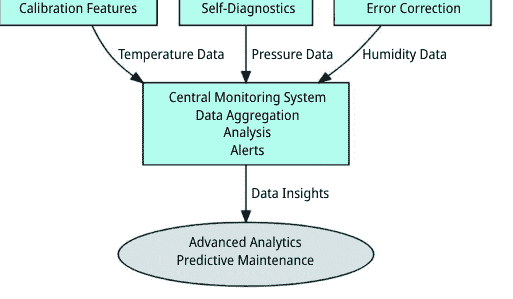 Calibration Features
Self-Diagnostics
Error Correction
Temperature Data
Pressure Data
Humidity Data
Central Monitoring System
Data Aggregation
Analysis
Alerts
Data Insights
Advanced Analytics
Predictive Maintenance